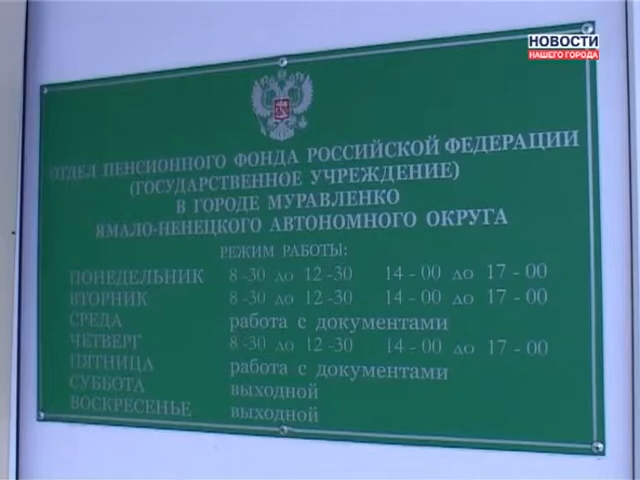 НОВОСТИ
НАШЕГО ГОРОДА
ОТДЕЛ ПЕНСИОННОГО ФОНДА РОССИЙСКОЙ ФЕДЕРАЦИИ
(ГОСУДАРСТВЕННОЕ УЧРЕЖДЕНИЕ)
В ГОРОДЕ МУРАВЛЕНКО
ЯМАЛО-НЕНЕЦКОГО АВТОНОМНОГО ОКРУГА
РЕЖИМ РАБОТЫ:
ПОНЕДЕЛЬНИК 8 -30 до 12 -30 14 - 00 до 17 - 00
ВТОРНИК 8 -30 до 12 -30 14 - 00 до 17 - 00
СРЕДА работа с документами
ЧЕТВЕРГ 8 -30 до 12 -30 14 - 00 до 17 - 00
ПЯТНИЦА работа с документами
СУББОТА выходной
ВОСКРЕСЕНЬЕ выходной